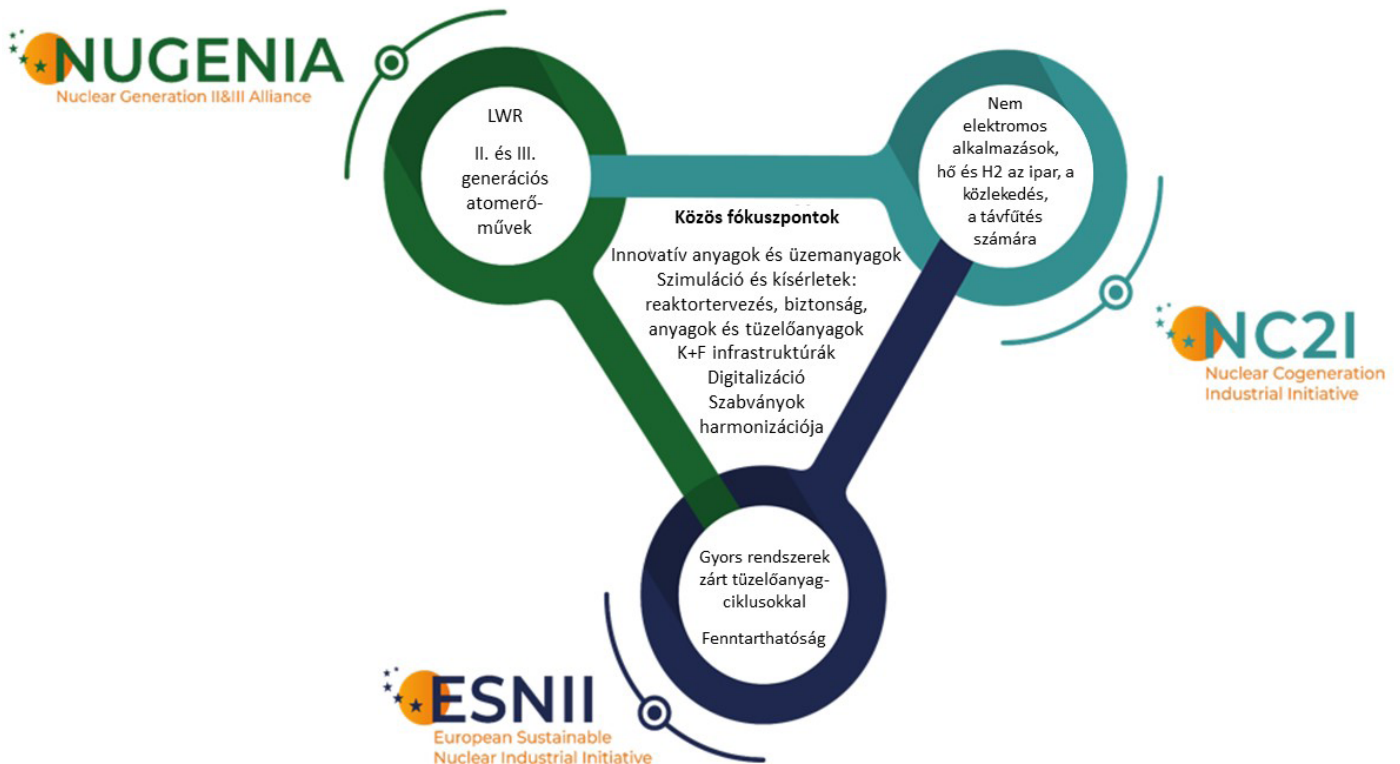 NUGENIA
Nuclear Generation II&III Alliance
LWR
II. és III.
generációs
atomerő-
művek
Nem
elektromos
alkalmazások,
hő és H2 az ipar, a
közlekedés,
a távfűtés
számára
Közös fókuszpontok
Innovatív anyagok és üzemanyagok
Szimuláció és kísérletek:
reaktortervezés, biztonság,
anyagok és tüzelőanyagok
K+F infrastruktúrák
Digitalizáció
Szabványok
harmonizációja
NC2I
Nuclear Cogeneration
Industrial Initiative
Gyors rendszerek
zárt tüzelőanyag-
ciklusokkal
Fenntarthatóság
ESNII
European Sustainable
Nuclear Industrial Initiative